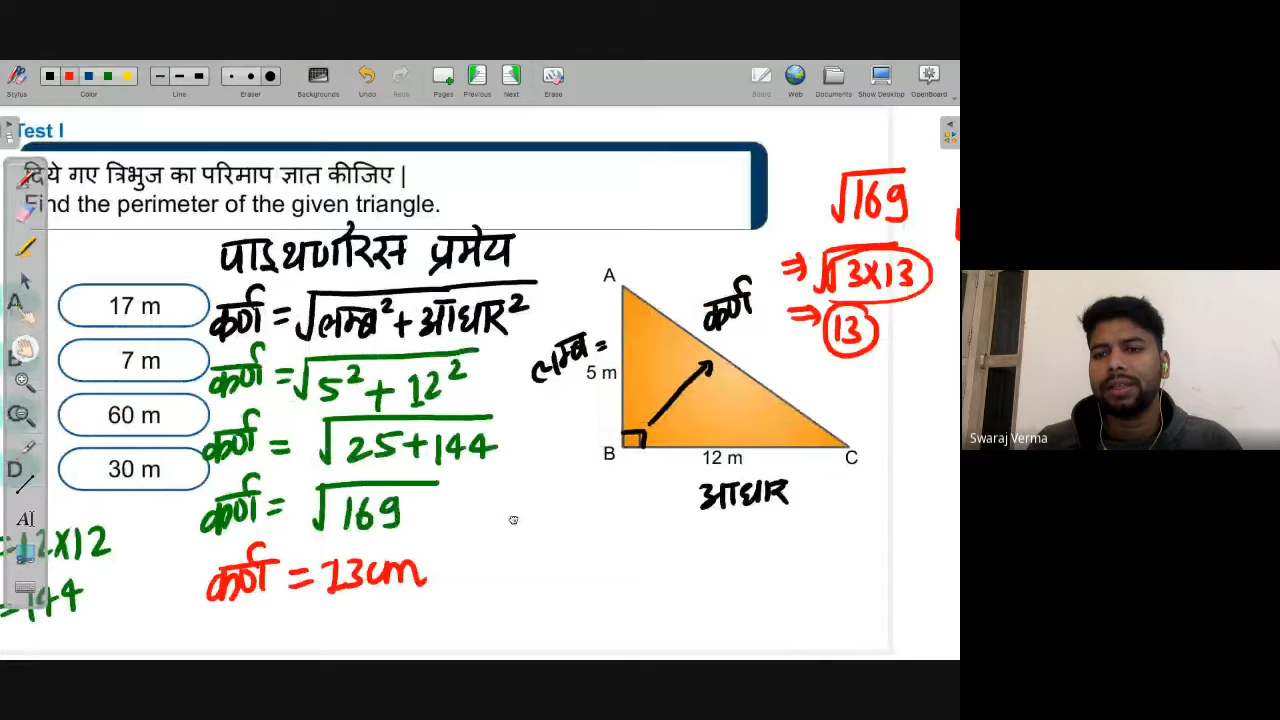 Stylus
Color
Line
Eraser
Backgrounds
Undo
Redo
Pages
Previous
Next
Erase
Board
Web
Documents
Show Desktop
OpenBoard
Test I
दिये गए त्रिभुज का परिमाप ज्ञात कीजिए |
Find the perimeter of the given triangle.
पाइथागोरस प्रमेय
कर्ण = √लम्ब² + आधार²
कर्ण = √5² + 12²
कर्ण = √25 + 144
कर्ण = √169
कर्ण = 13cm
17 m
7 m
60 m
30 m
D
= 12 x 12
= 144
A
कर्ण
लम्ब =
5 m
B
12 m
C
आधार
√169
⇒ √13 x 13
⇒ 13
Swaraj Verma